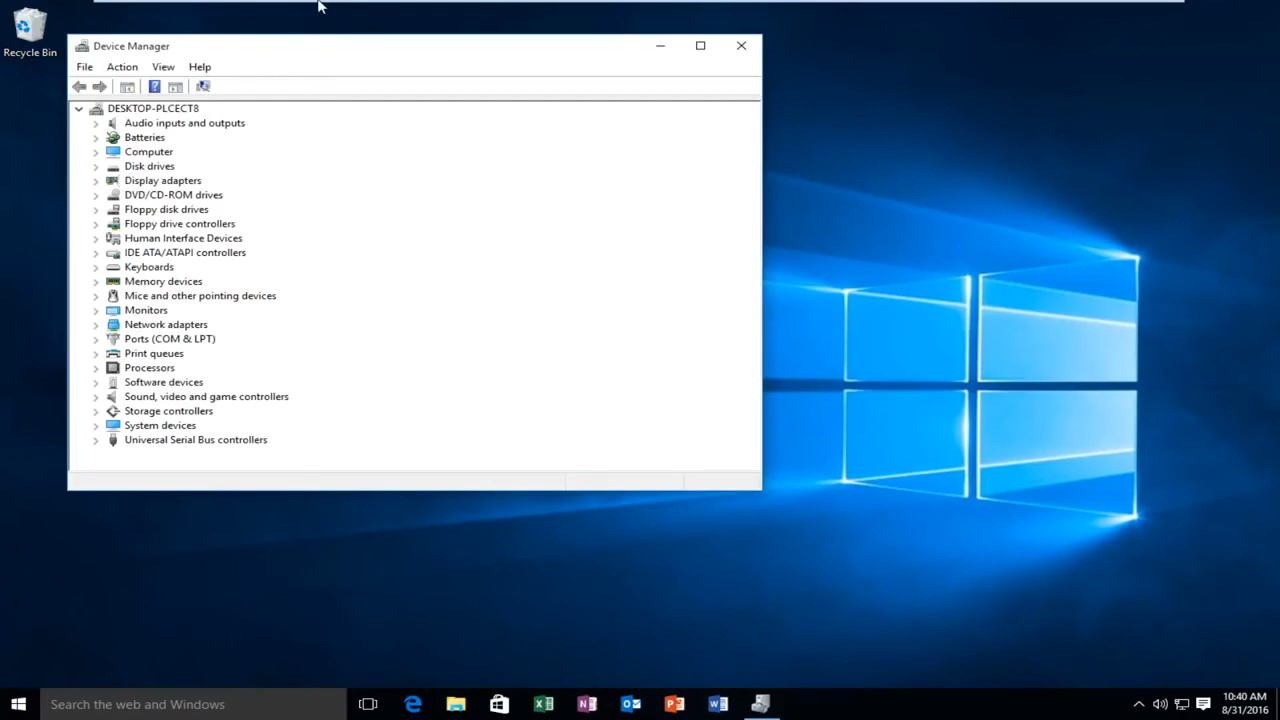 Recycle Bin
Device Manager
File Action View Help
DESKTOP-PLCECT8
Audio inputs and outputs
Batteries
Computer
Disk drives
Display adapters
DVD/CD-ROM drives
Floppy disk drives
Floppy drive controllers
Human Interface Devices
IDE ATA/ATAPI controllers
Keyboards
Memory devices
Mice and other pointing devices
Monitors
Network adapters
Ports (COM & LPT)
Print queues
Processors
Software devices
Sound, video and game controllers
Storage controllers
System devices
Universal Serial Bus controllers
Search the web and Windows
10:40 AM
8/31/2016